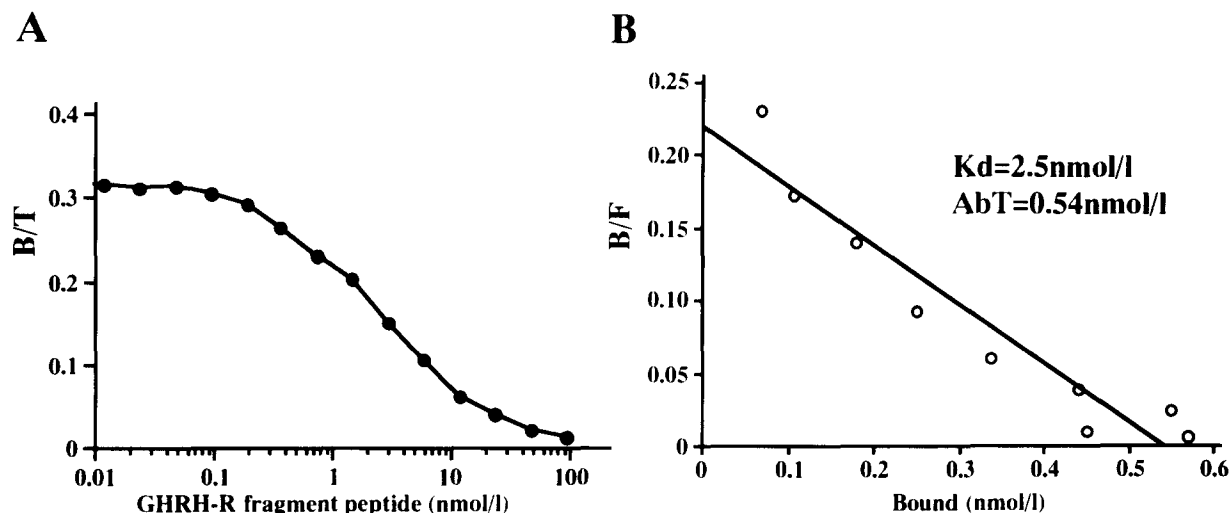 A
B/T
0.4
0.3
0.2
0.1
0
0.01
0.1
1
10
100
GHRH-R fragment peptide (nmol/l)
B
B/F
0.25
0.20
0.15
0.10
0.05
0
Kd=2.5nmol/l
AbT=0.54nmol/l
0
0.1
0.2
0.3
0.4
0.5
0.6
Bound (nmol/l)